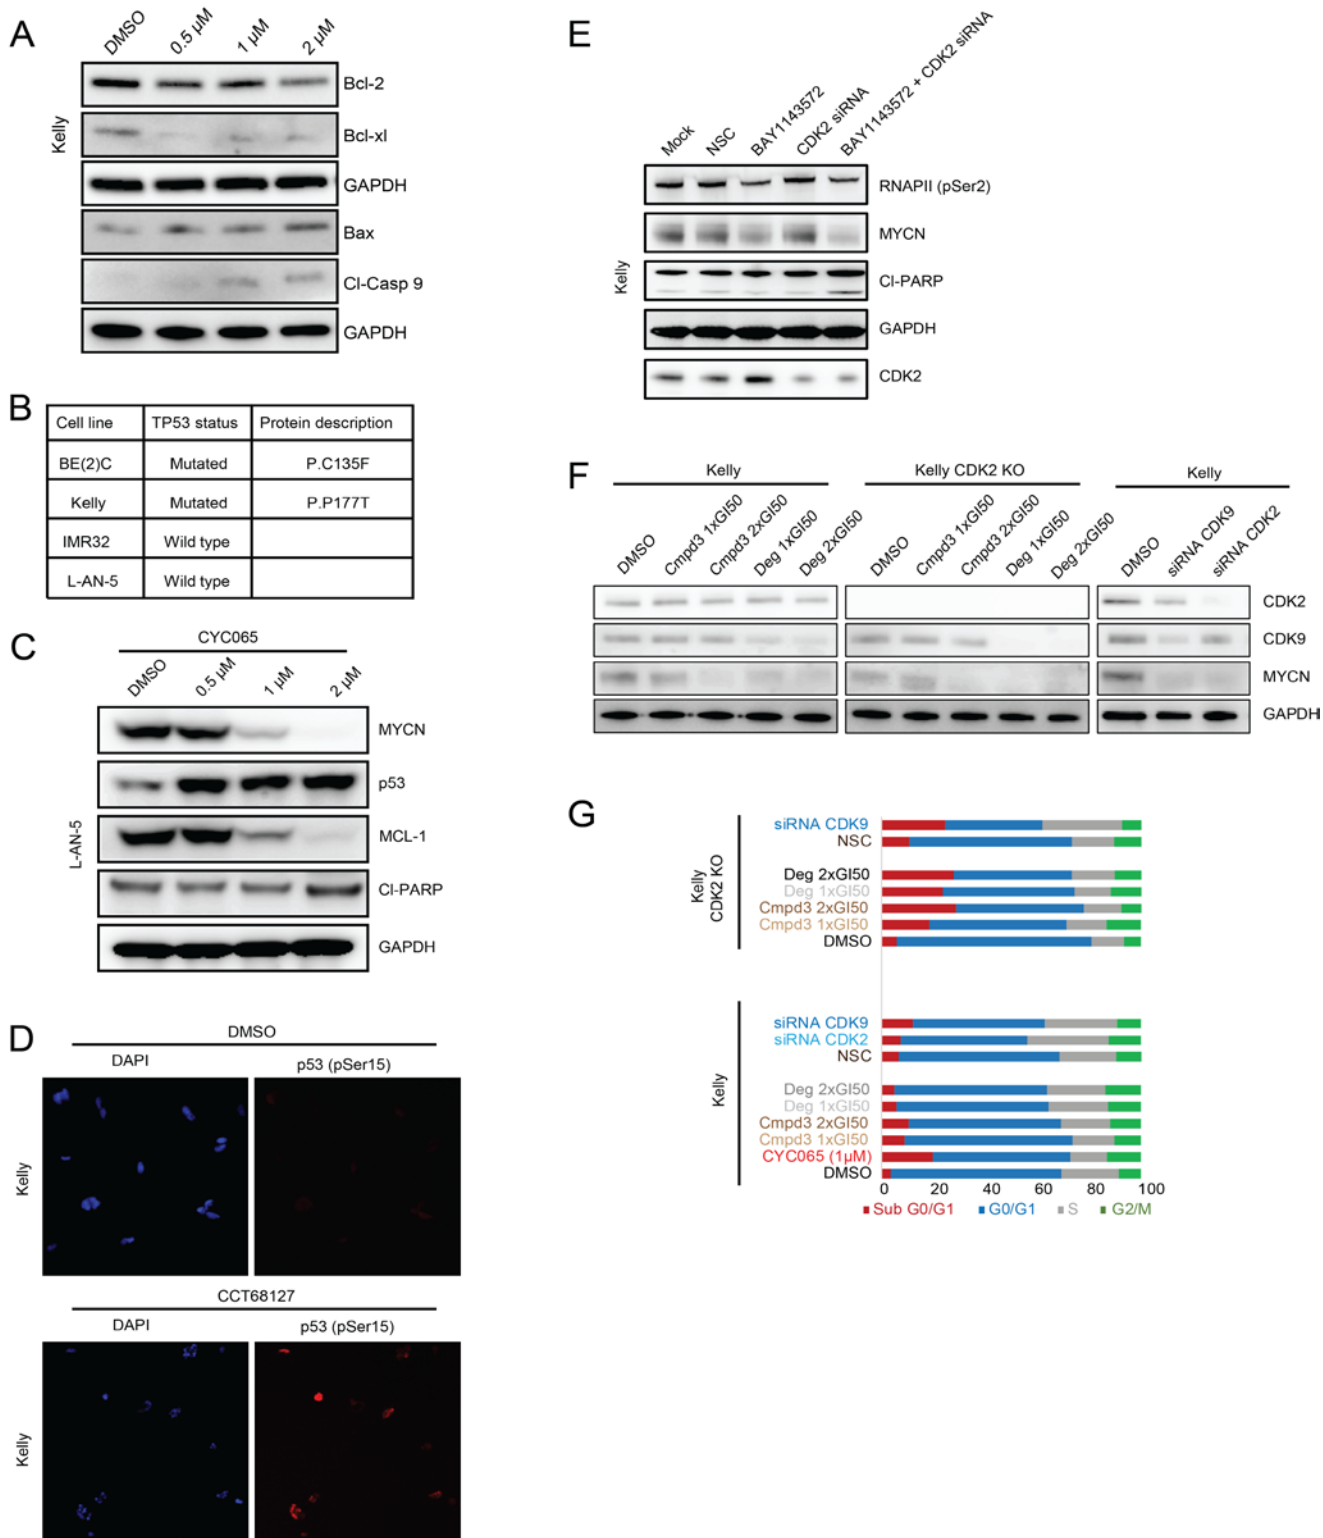 A
DMSO
0.5 µM
1 µM
2 µM
Kelly
Bcl-2
Bcl-xl
GAPDH
Bax
Cl-Casp 9
GAPDH
B
Cell line TP53 status Protein description
BE(2)C Mutated P.C135F
Kelly Mutated P.P177T
IMR32 Wild type
L-AN-5 Wild type
C
CYC065
DMSO
0.5 µM
1 µM
2 µM
L-AN-5
MYCN
p53
MCL-1
Cl-PARP
GAPDH
D
DMSO
DAPI p53 (pSer15)
Kelly
CCT68127
DAPI p53 (pSer15)
Kelly
E
Mock
NSC
BAY1143572
CDK2 siRNA
BAY1143572 + CDK2 siRNA
Kelly
RNAPII (pSer2)
MYCN
Cl-PARP
GAPDH
CDK2
F
Kelly Kelly CDK2 KO Kelly
DMSO
Cmpd3 1xGI50
Cmpd3 2xGI50
Deg 1xGI50
Deg 2xGI50
DMSO
Cmpd3 1xGI50
Cmpd3 2xGI50
Deg 1xGI50
Deg 2xGI50
DMSO
siRNA CDK9
siRNA CDK2
CDK2
CDK9
MYCN
GAPDH
G
Kelly
CDK2 KO
siRNA CDK9
NSC
Deg 2xGI50
Deg 1xGI50
Cmpd3 2xGI50
Cmpd3 1xGI50
DMSO
Kelly
siRNA CDK9
siRNA CDK2
NSC
Deg 2xGI50
Deg 1xGI50
Cmpd3 2xGI50
Cmpd3 1xGI50
CYC065 (1µM)
DMSO
0 20 40 60 80 100
Sub G0/G1 G0/G1 S G2/M